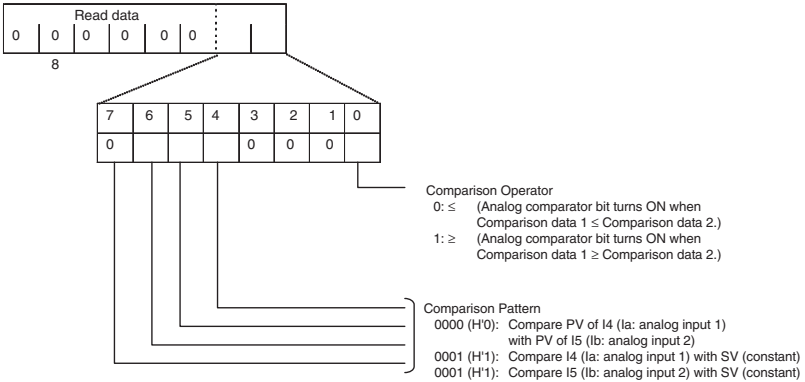 Read data
0 0 0 0 0 0
8
7 6 5 4 3 2 1 0
0 0 0 0
Comparison Operator
0: ≤ (Analog comparator bit turns ON when
Comparison data 1 ≤ Comparison data 2.)
1: ≥ (Analog comparator bit turns ON when
Comparison data 1 ≥ Comparison data 2.)
Comparison Pattern
0000 (H'0): Compare PV of I4 (Ia: analog input 1)
with PV of I5 (Ib: analog input 2)
0001 (H'1): Compare I4 (Ia: analog input 1) with SV (constant)
0001 (H'1): Compare I5 (Ib: analog input 2) with SV (constant)